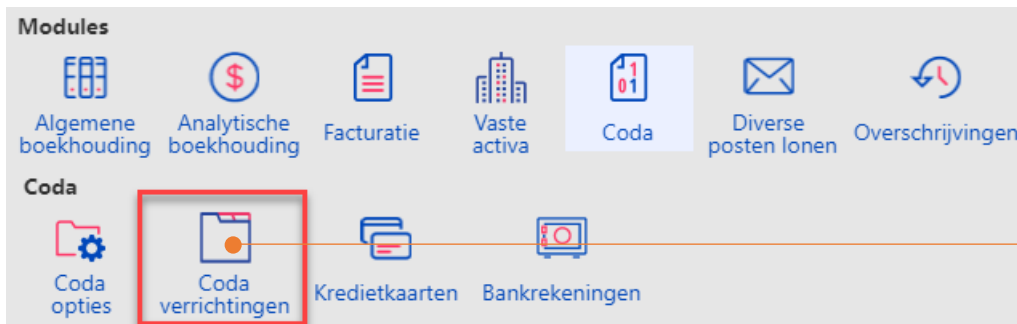 Modules
Algemene boekhouding
Analytische boekhouding
Facturatie
Vaste activa
Coda
Diverse posten lonen
Overschrijvingen
Coda
Coda opties
Coda verrichtingen
Kredietkaarten
Bankrekeningen